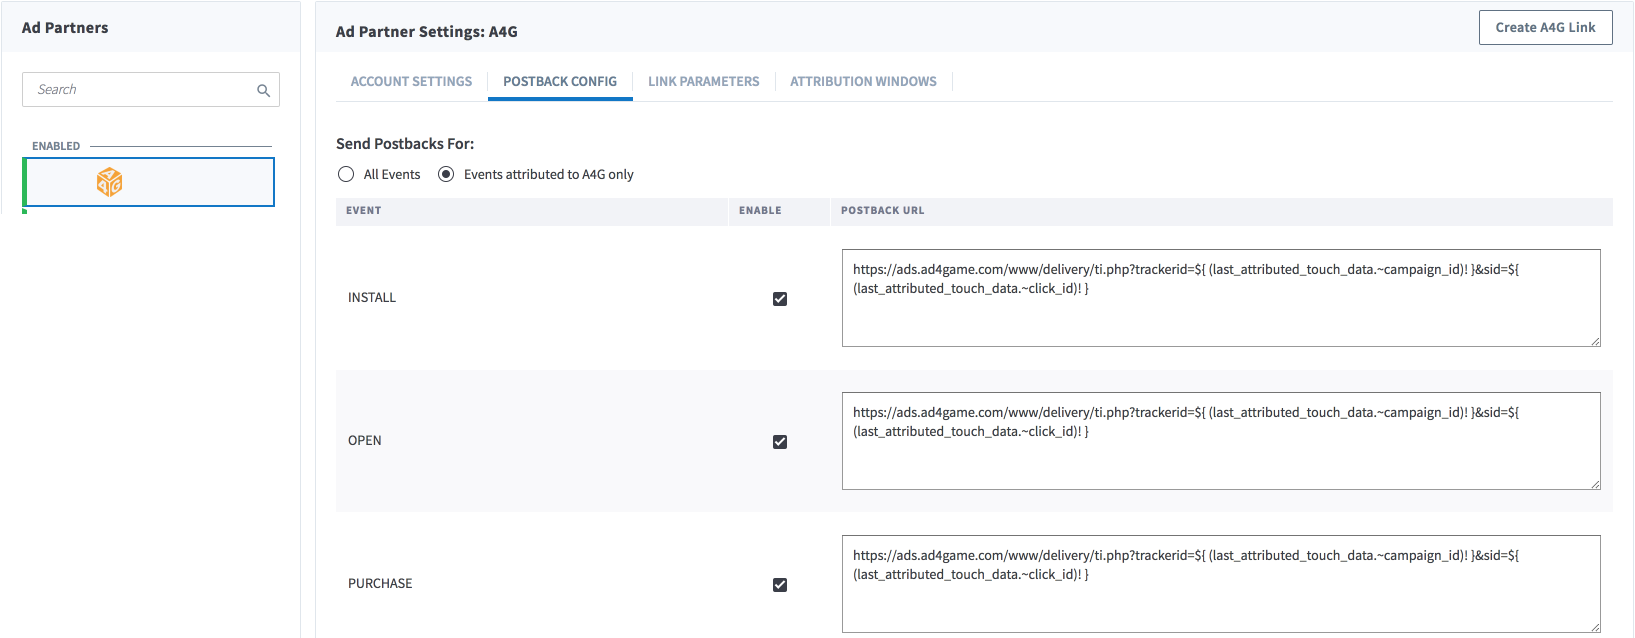 Ad Partners
Search
ENABLED
A4G
Ad Partner Settings: A4G
Create A4G Link
ACCOUNT SETTINGS
POSTBACK CONFIG
LINK PARAMETERS
ATTRIBUTION WINDOWS
Send Postbacks For:
All Events
Events attributed to A4G only
EVENT
ENABLE
POSTBACK URL
INSTALL
https://ads.ad4game.com/www/delivery/ti.php?trackerid=${ (last_attributed_touch_data.~campaign_id)! }&sid=${
(last_attributed_touch_data.~click_id)! }
OPEN
https://ads.ad4game.com/www/delivery/ti.php?trackerid=${ (last_attributed_touch_data.~campaign_id)! }&sid=${
(last_attributed_touch_data.~click_id)! }
PURCHASE
https://ads.ad4game.com/www/delivery/ti.php?trackerid=${ (last_attributed_touch_data.~campaign_id)! }&sid=${
(last_attributed_touch_data.~click_id)! }